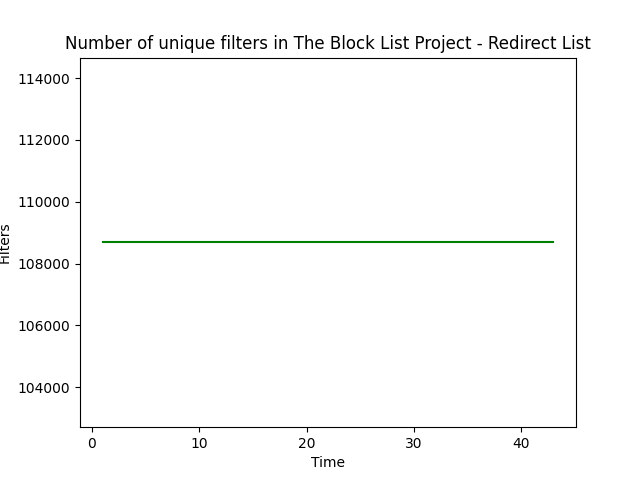 Number of unique filters in The Block List Project - Redirect List
114000
112000
110000
108000
106000
104000
Filters
0 10 20 30 40
Time